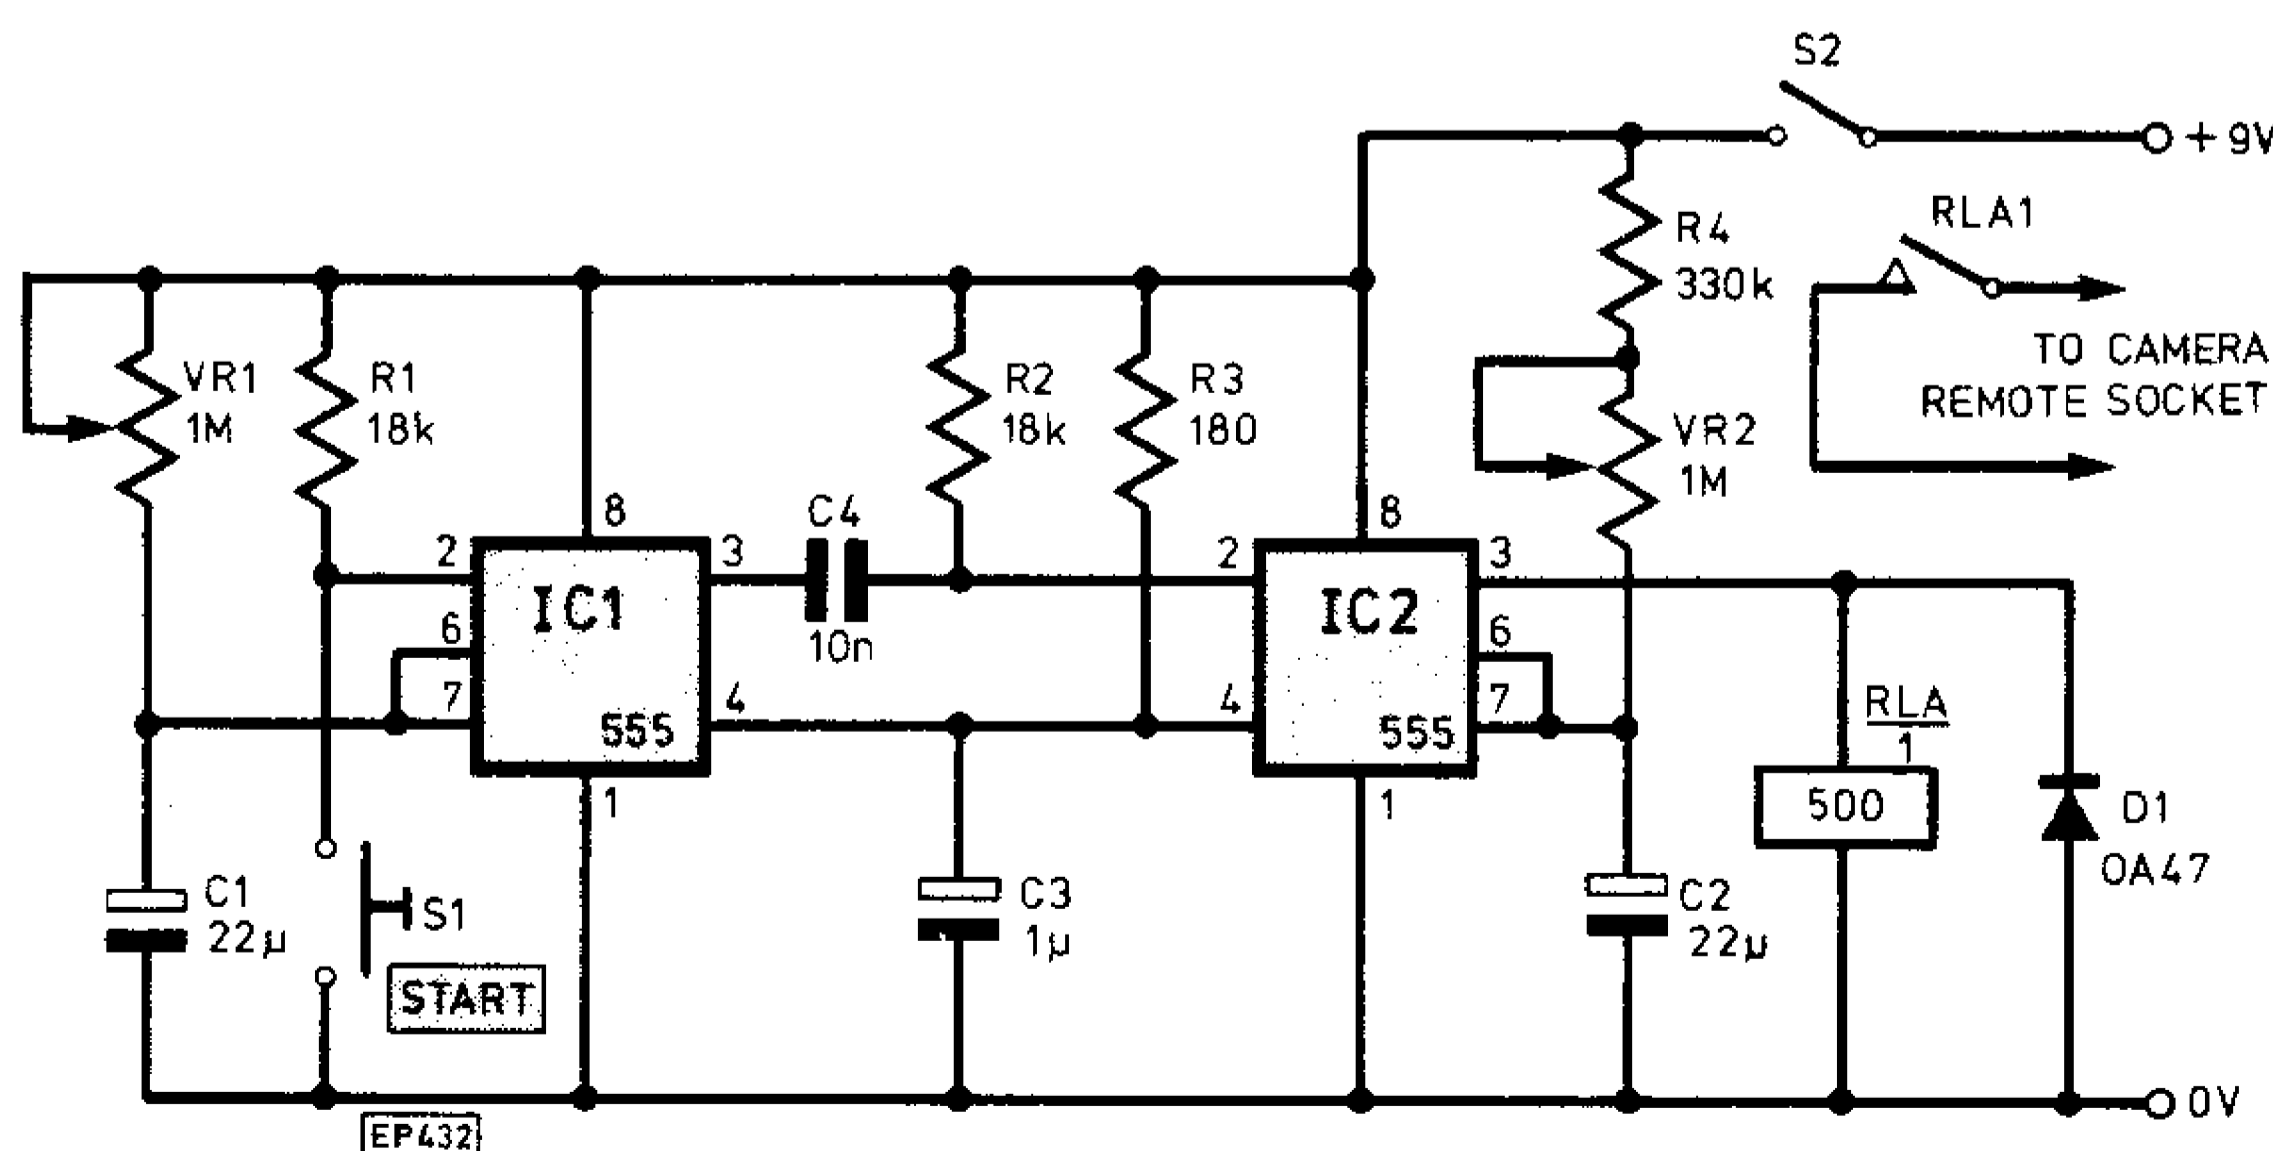 S2
+9V
RLA1
R4
330k
TO CAMERA
REMOTE SOCKET
VR1
1M
R1
18k
R2
18k
R3
180
VR2
1M
8
C4
8
2
3
2
3
IC1
IC2
6
10n
6
7
4
4
7
555
555
RLA
1
1
1
500
D1
OA47
C1
22µ
S1
C3
1µ
C2
22µ
START
0V
EP432